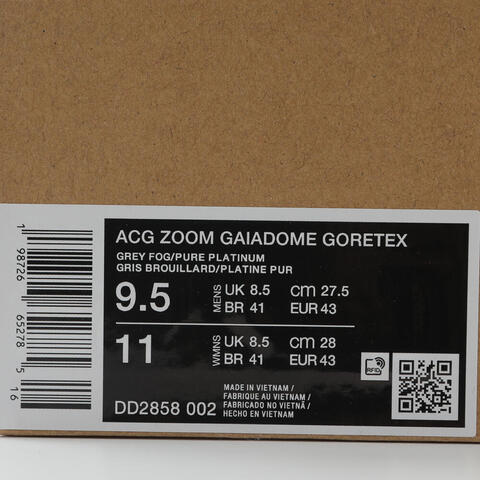 1 98726 65278 5 16
ACG ZOOM GAIADOME GORETEX
GREY FOG/PURE PLATINUM
GRIS BROUILLARD/PLATINE PUR
9.5 MENS UK 8.5 cm 27.5
BR 41 EUR 43
11 WMNS UK 8.5 cm 28
BR 41 EUR 43
RFID
DD2858 002
MADE IN VIETNAM /
FABRIQUE AU VIETNAM /
FABRICADO NO VIETNÃ /
HECHO EN VIETNAM